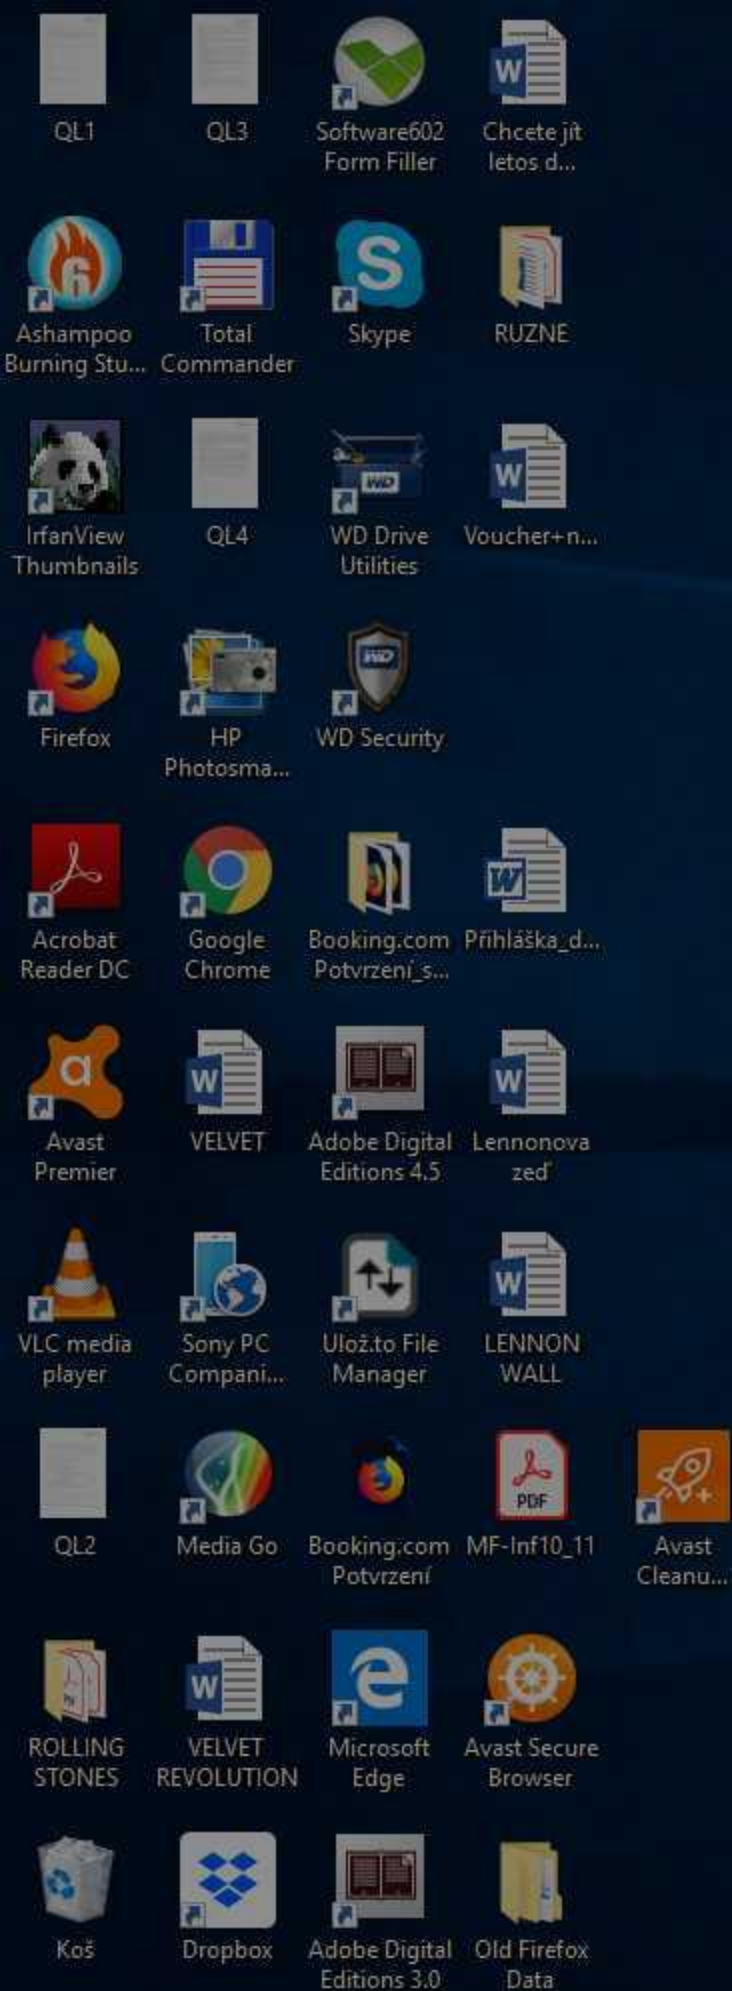 QL1
QL3
Software602
Form Filler
Chcete jít
letos d...
Ashampoo
Burning Stu...
Total
Commander
Skype
RUZNE
IrfanView
Thumbnails
QL4
WD Drive
Utilities
Voucher+n...
Firefox
HP
Photosma...
WD Security
Acrobat
Reader DC
Google
Chrome
Booking.com
Potvrzení_s...
Přihláška_d...
Avast
Premier
VELVET
Adobe Digital
Editions 4.5
Lennonova
zeď
VLC media
player
Sony PC
Compani...
Ulož.to File
Manager
LENNON
WALL
QL2
Media Go
Booking.com
Potvrzení
PDF
MF-Inf10_11
Avast
Cleanu...
ROLLING
STONES
VELVET
REVOLUTION
Microsoft
Edge
Avast Secure
Browser
Koš
Dropbox
Adobe Digital
Editions 3.0
Old Firefox
Data